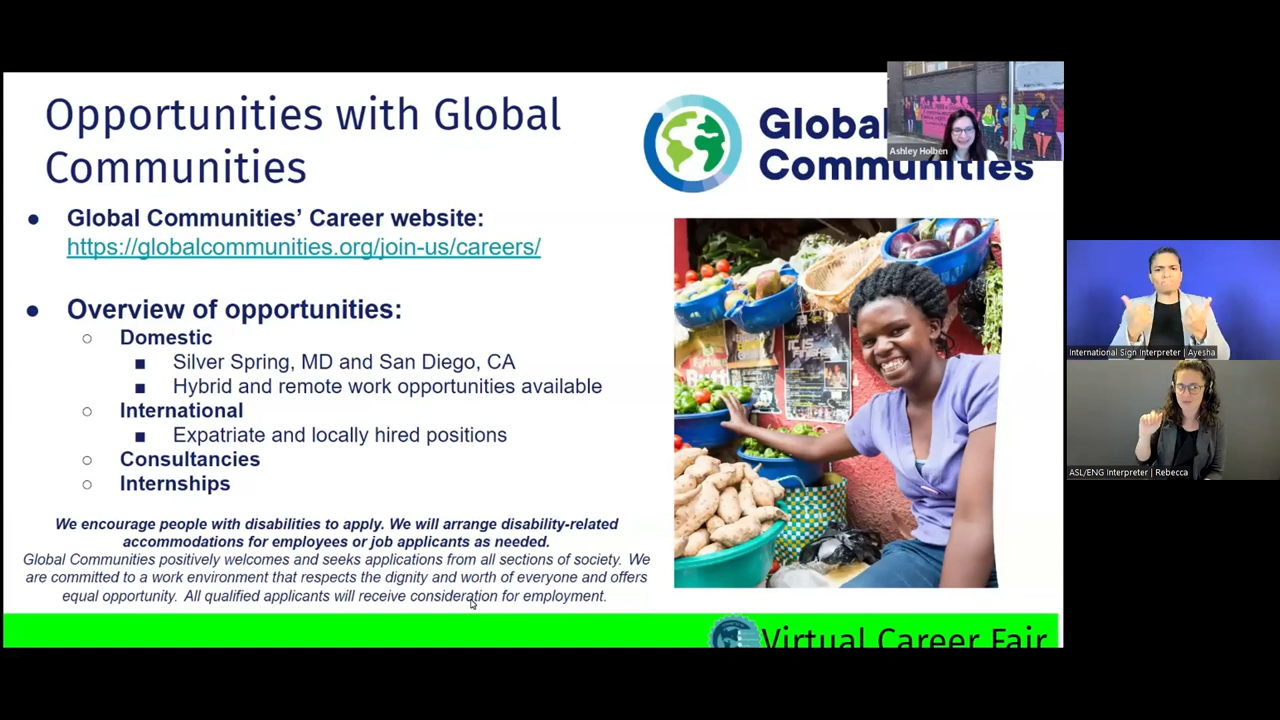 Opportunities with Global
Communities
Global
Communities
Ashley Holben
● Global Communities’ Career website:
https://globalcommunities.org/join-us/careers/
● Overview of opportunities:
○ Domestic
■ Silver Spring, MD and San Diego, CA
■ Hybrid and remote work opportunities available
○ International
■ Expatriate and locally hired positions
○ Consultancies
○ Internships
We encourage people with disabilities to apply. We will arrange disability-related
accommodations for employees or job applicants as needed.
Global Communities positively welcomes and seeks applications from all sections of society. We
are committed to a work environment that respects the dignity and worth of everyone and offers
equal opportunity. All qualified applicants will receive consideration for employment.
Virtual Career Fair
International Sign Interpreter | Ayesha
ASL/ENG Interpreter | Rebecca